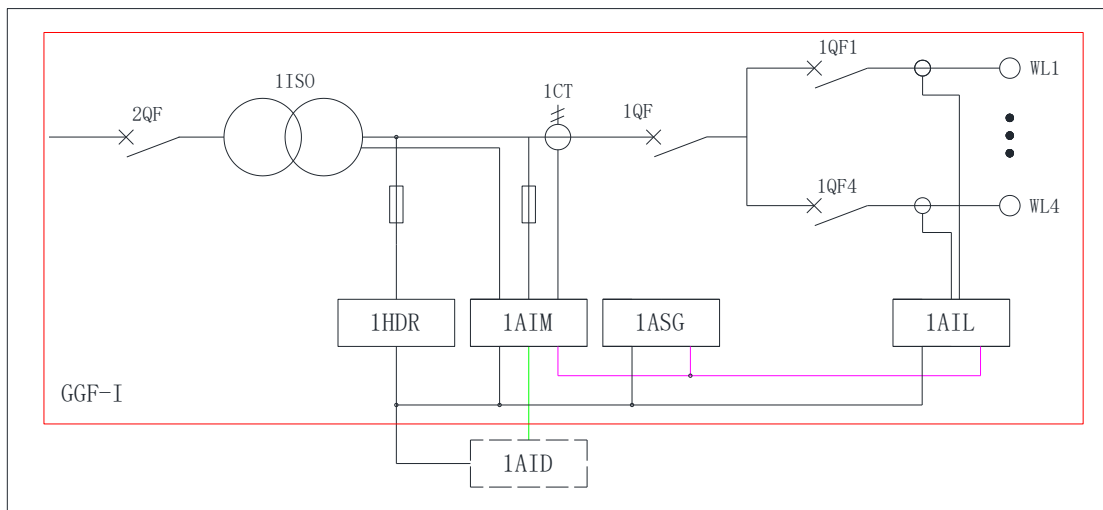 1QF1
WL1
1ISO
1CT
2QF
1QF
1QF4
WL4
1HDR
1AIM
1ASG
1AIL
GGF-I
1AID